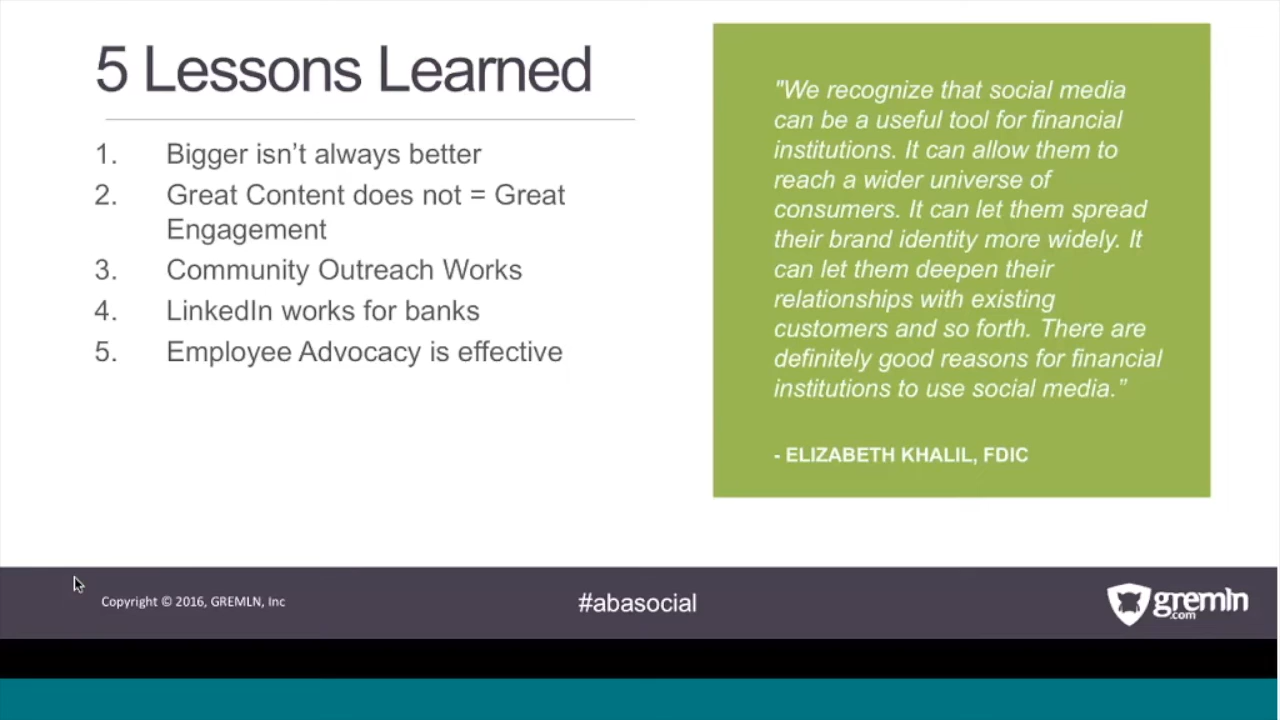 5 Lessons Learned
1. Bigger isn’t always better
2. Great Content does not = Great
Engagement
3. Community Outreach Works
4. LinkedIn works for banks
5. Employee Advocacy is effective
"We recognize that social media
can be a useful tool for financial
institutions. It can allow them to
reach a wider universe of
consumers. It can let them spread
their brand identity more widely. It
can let them deepen their
relationships with existing
customers and so forth. There are
definitely good reasons for financial
institutions to use social media.”
- ELIZABETH KHALIL, FDIC
Copyright © 2016, GREMLN, Inc
#abasocial
gremln
.com